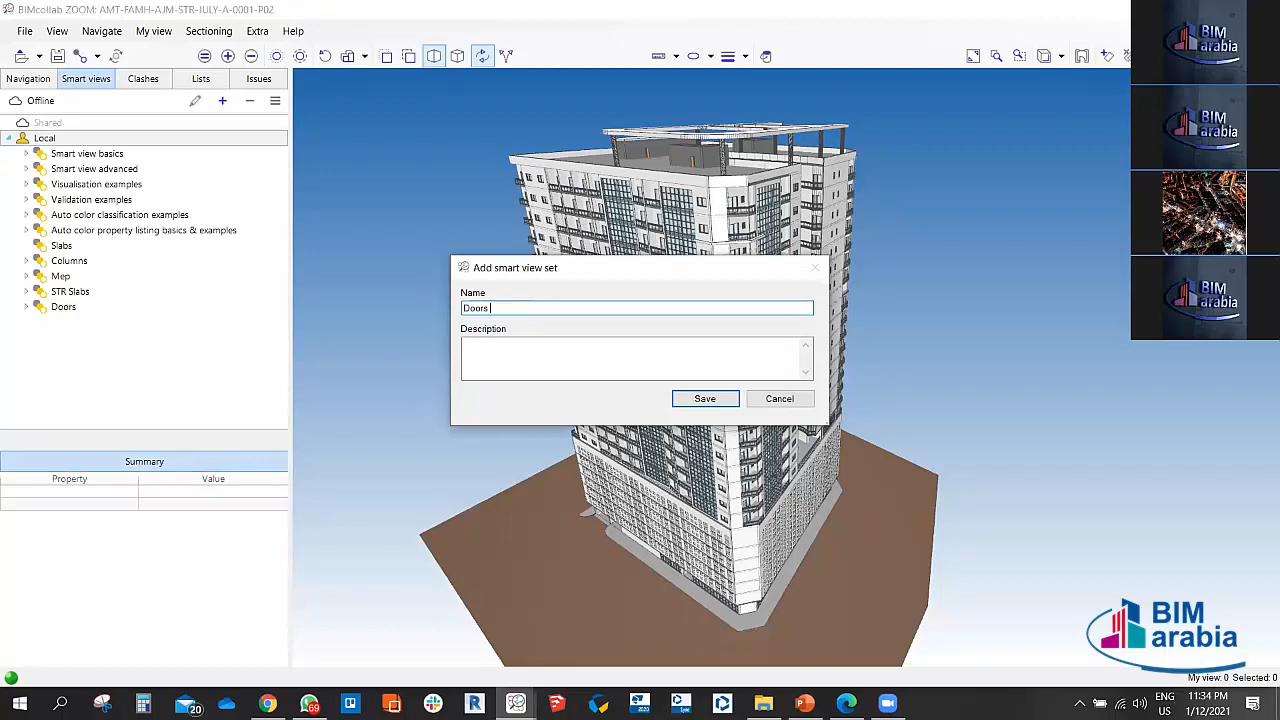 BIMcollab ZOOM: AMT-FAMH-AJM-STR-JULY-A-0001-P02
File View Navigate My view Sectioning Extra Help
Navigation Smart views Clashes Lists Issues
Offline
Shared
Local
Smart view basics
Smart view advanced
Visualisation examples
Validation examples
Auto color classification examples
Auto color property listing basics & examples
Slabs
Columns
Mep
STR Slabs
Doors
Summary
Property Value
Add smart view set
Name
Doors
Description
Save Cancel
BIM
arabia
BIM
arabia
BIM
arabia
BIM
arabia
My view: 0 Selected: 0
20
69
R
2020
ENG
US
11:34 PM
1/12/2021